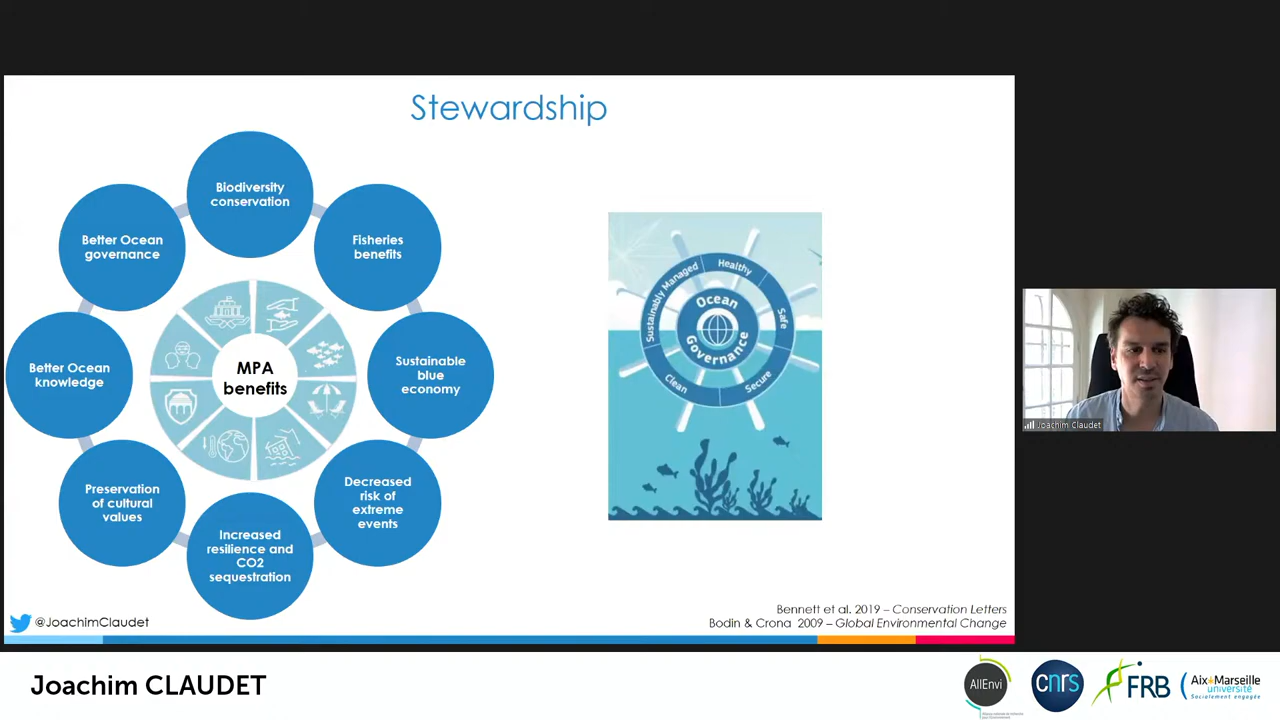 Stewardship
Biodiversity
conservation
Fisheries
benefits
Sustainable
blue
economy
Decreased
risk of
extreme
events
Increased
resilience and
CO2
sequestration
Preservation
of cultural
values
Better Ocean
knowledge
Better Ocean
governance
MPA
benefits
Sustainably Managed
Healthy
Safe
Secure
Clean
Ocean
Governance
Bennett et al. 2019 – Conservation Letters
Bodin & Crona 2009 – Global Environmental Change
@JoachimClaudet
Joachim Claudet
Joachim CLAUDET
AllEnvi
cnrs
FRB
Aix Marseille
université
Socialement engagée